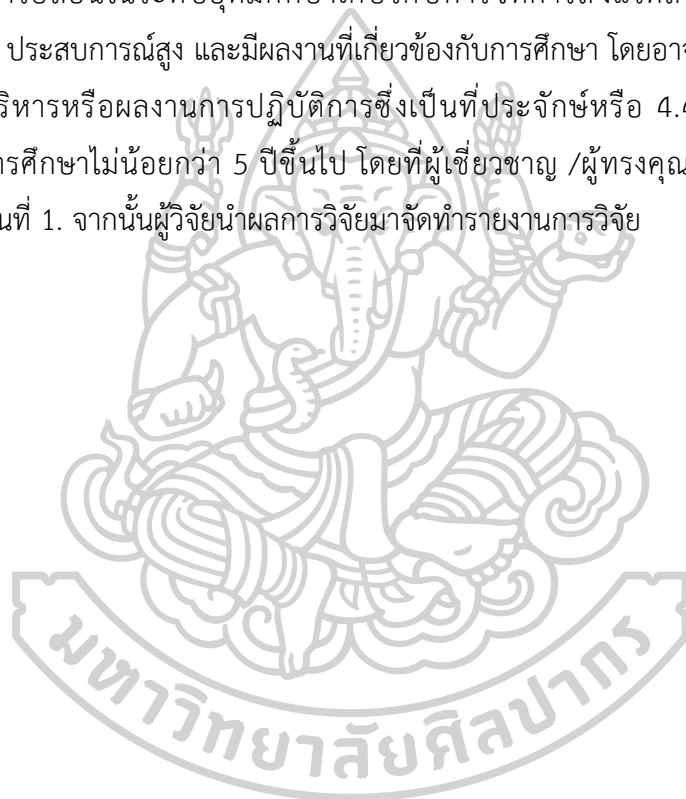 ประสบการณ์สูง และมีผลงานที่เกี่ยวข้องกับการศึกษา โดยอาจ
ริหารหรือผลงานการปฏิบัติการซึ่งเป็นที่ประจักษ์หรือ 4.4
ารศึกษาไม่น้อยกว่า 5 ปีขึ้นไป โดยที่ผู้เชี่ยวชาญ /ผู้ทรงคุณ
นที่ 1. จากนั้นผู้วิจัยนำผลการวิจัยมาจัดทำรายงานการวิจัย
มหาวิทยาลัยศิลปากร